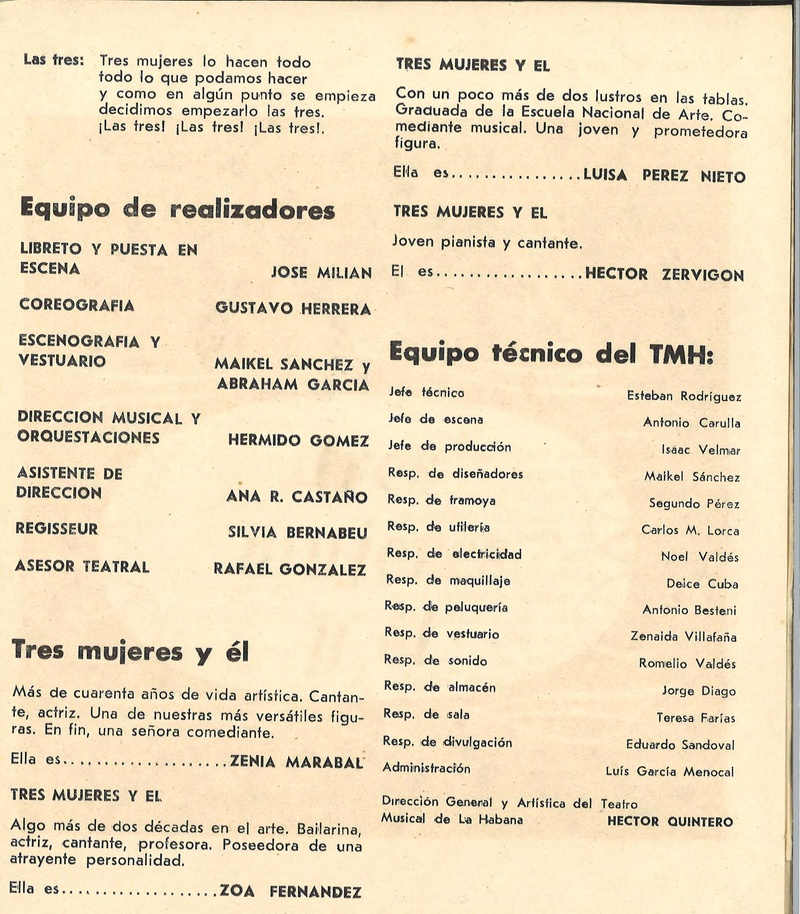 Las tres: Tres mujeres lo hacen todo
todo lo que podamos hacer
y como en algún punto se empieza
decidimos empezarlo las tres.
¡Las tres! ¡Las tres! ¡Las tres!.
Equipo de realizadores
LIBRETO Y PUESTA EN
ESCENA JOSE MILIAN
COREOGRAFIA GUSTAVO HERRERA
ESCENOGRAFIA Y
VESTUARIO MAIKEL SANCHEZ y
ABRAHAM GARCIA
DIRECCION MUSICAL Y
ORQUESTACIONES HERMIDO GOMEZ
ASISTENTE DE
DIRECCION ANA R. CASTAÑO
REGISSEUR SILVIA BERNABEU
ASESOR TEATRAL RAFAEL GONZALEZ
Tres mujeres y él
Más de cuarenta años de vida artística. Cantan-
te, actriz. Una de nuestras más versátiles figu-
ras. En fin, una señora comediante.
Ella es...................ZENIA MARABAL
TRES MUJERES Y EL
Algo más de dos décadas en el arte. Bailarina,
actriz, cantante, profesora. Poseedora de una
atrayente personalidad.
Ella es..................ZOA FERNANDEZ
TRES MUJERES Y EL
Con un poco más de dos lustros en las tablas.
Graduada de la Escuela Nacional de Arte. Co-
mediante musical. Una joven y prometedora
figura.
Ella es...............LUISA PEREZ NIETO
TRES MUJERES Y EL
Joven pianista y cantante.
El es.................HECTOR ZERVIGON
Equipo técnico del TMH:
Jefe técnico Esteban Rodríguez
Jefe de escena Antonio Carulla
Jefe de producción Isaac Velmar
Resp. de diseñadores Maikel Sánchez
Resp. de tramoya Segundo Pérez
Resp. de utilería Carlos M. Lorca
Resp. de electricidad Noel Valdés
Resp. de maquillaje Deice Cuba
Resp. de peluquería Antonio Besteni
Resp. de vestuario Zenaida Villafaña
Resp. de sonido Romelio Valdés
Resp. de almacén Jorge Diago
Resp. de sala Teresa Farías
Resp. de divulgación Eduardo Sandoval
Administración Luís García Menocal
Dirección General y Artística del Teatro
Musical de La Habana HECTOR QUINTERO